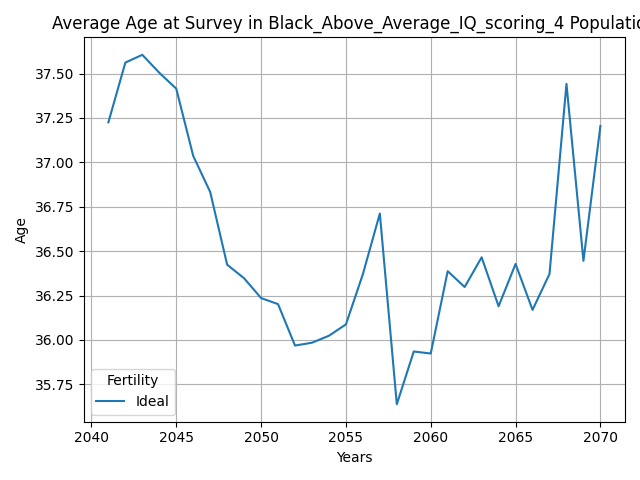 Average Age at Survey in Black_Above_Average_IQ_scoring_4 Populatio
37.50
37.25
37.00
36.75
36.50
36.25
36.00
35.75
Age
Fertility
Ideal
2040 2045 2050 2055 2060 2065 2070
Years